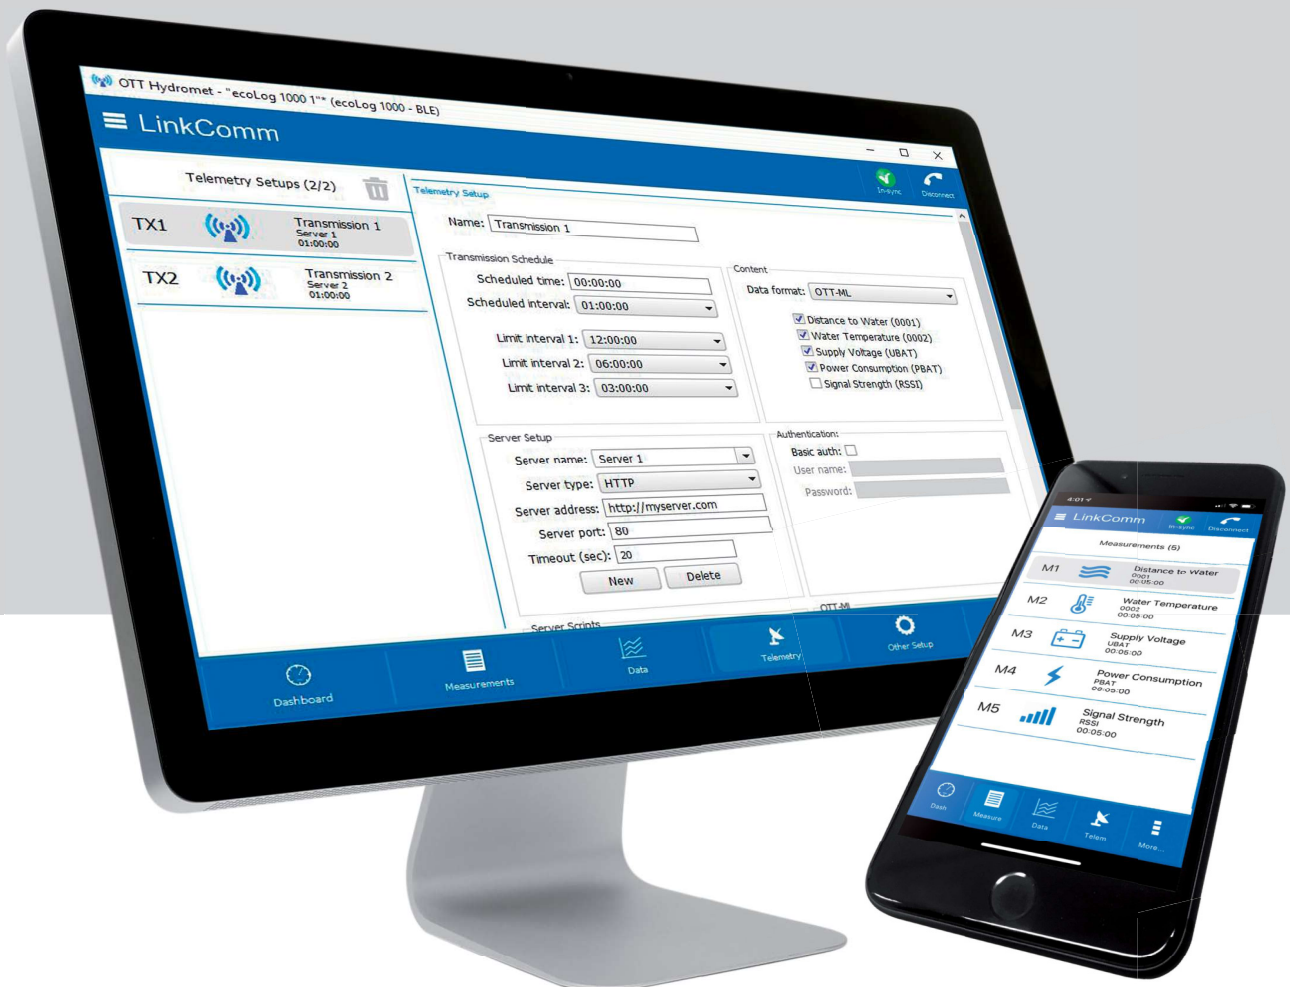 OTT Hydromet - "ecoLog 1000 1"* (ecoLog 1000 - BLE)
LinkComm
In-sync
Disconnect
Telemetry Setups (2/2)
TX1
Transmission 1
Server 1
01:00:00
TX2
Transmission 2
Server 2
01:00:00
Telemetry Setup
Name: Transmission 1
Transmission Schedule
Scheduled time: 00:00:00
Scheduled interval: 01:00:00
Limit interval 1: 12:00:00
Limit interval 2: 06:00:00
Limit interval 3: 03:00:00
Content
Data format: OTT-ML
Distance to Water (0001)
Water Temperature (0002)
Supply Voltage (UBAT)
Power Consumption (PBAT)
Signal Strength (RSSI)
Server Setup
Server name: Server 1
Server type: HTTP
Server address: http://myserver.com
Server port: 80
Timeout (sec): 20
New
Delete
Authentication:
Basic auth:
User name:
Password:
Server Scripts
OTT-ML
Dashboard
Measurements
Data
Telemetry
Other Setup
4:01
LinkComm
In-sync
Disconnect
Measurements (5)
M1
Distance to Water
0001
00:05:00
M2
Water Temperature
0002
00:05:00
M3
Supply Voltage
UBAT
00:05:00
M4
Power Consumption
PBAT
00:05:00
M5
Signal Strength
RSSI
00:05:00
Dash
Measure
Data
Telem
More...